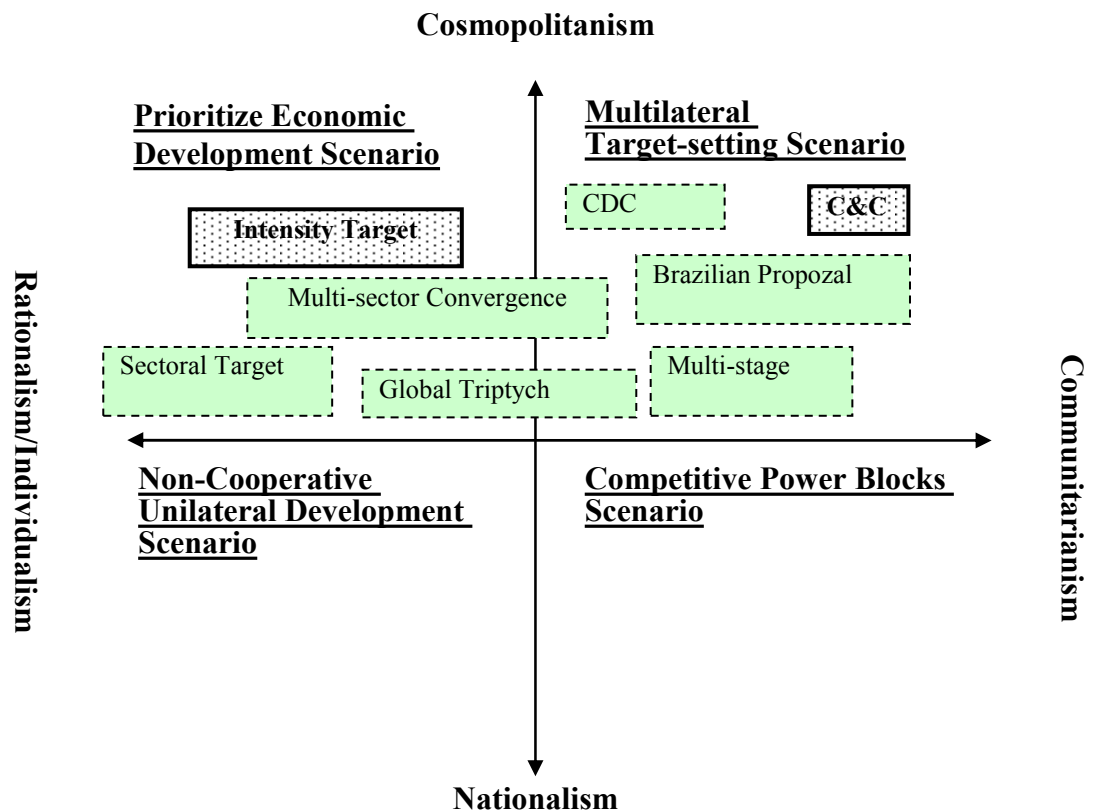 Cosmopolitanism
Prioritize Economic
Development Scenario
Multilateral
Target-setting Scenario
CDC
C&C
Intensity Target
Brazilian Propozal
Multi-sector Convergence
Sectoral Target
Global Triptych
Multi-stage
Rationalism/Individualism
Communitarianism
Non-Cooperative
Unilateral Development
Scenario
Competitive Power Blocks
Scenario
Nationalism